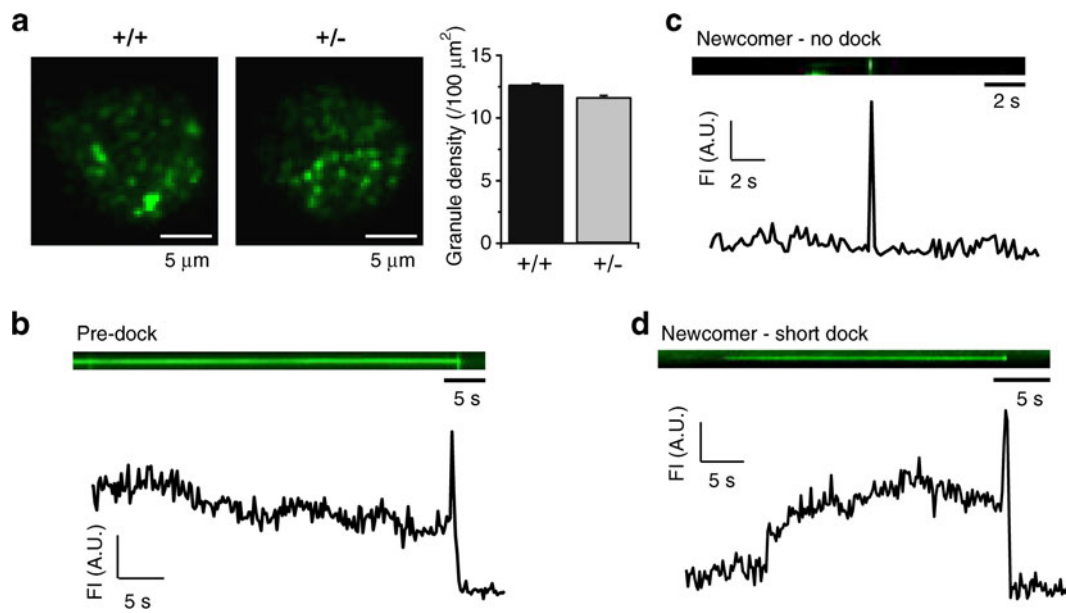 a
+/+
+/-
5 μm
5 μm
Granule density (/100 μm²)
15
10
5
0
+/+
+/-
b
Pre-dock
5 s
FI (A.U.)
5 s
c
Newcomer - no dock
2 s
FI (A.U.)
2 s
d
Newcomer - short dock
5 s
FI (A.U.)
5 s